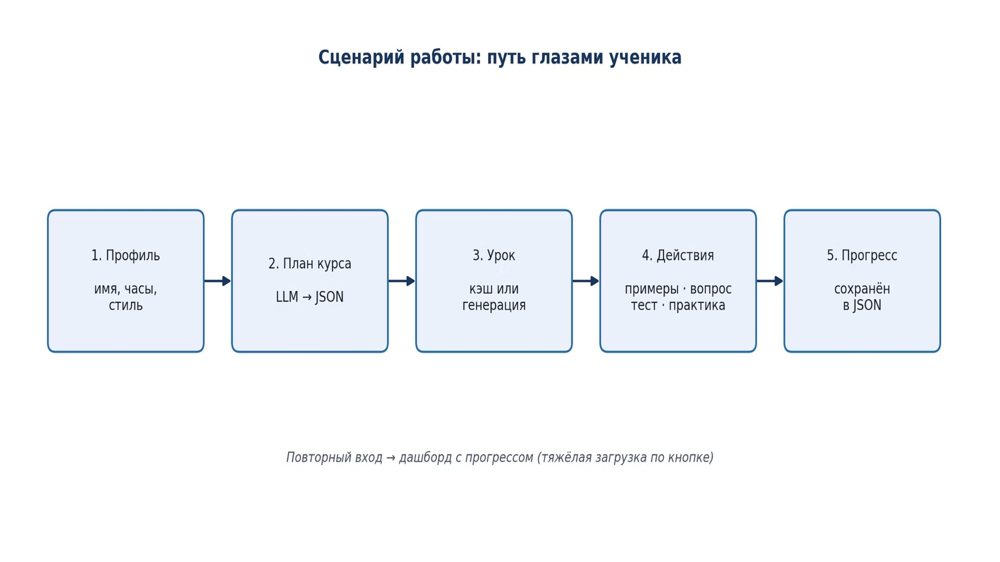 Сценарий работы: путь глазами ученика
1. Профиль
имя, часы,
стиль
2. План курса
LLM → JSON
3. Урок
кэш или
генерация
4. Действия
примеры · вопрос
тест · практика
5. Прогресс
сохранён
в JSON
Повторный вход → дашборд с прогрессом (тяжёлая загрузка по кнопке)